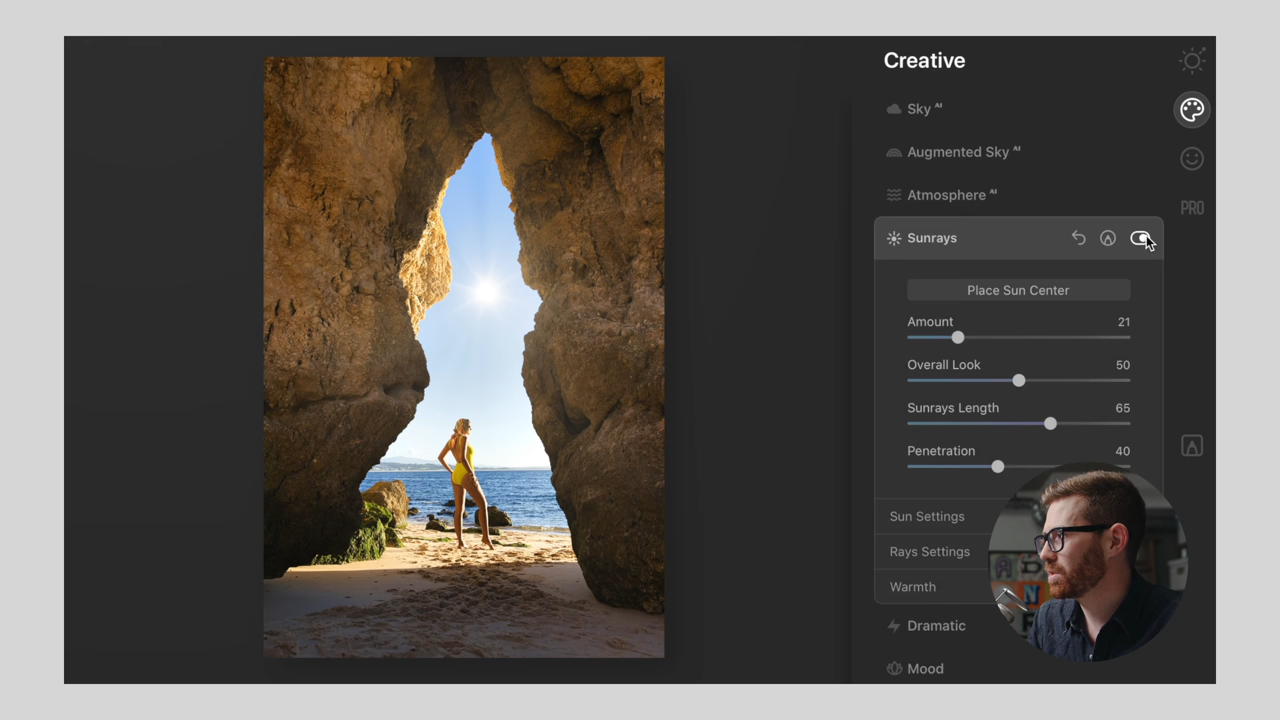 Creative
Sky AI
Augmented Sky AI
Atmosphere AI
PRO
Sunrays
Place Sun Center
Amount 21
Overall Look 50
Sunrays Length 65
Penetration 40
Sun Settings
Rays Settings
Warmth
Dramatic
Mood